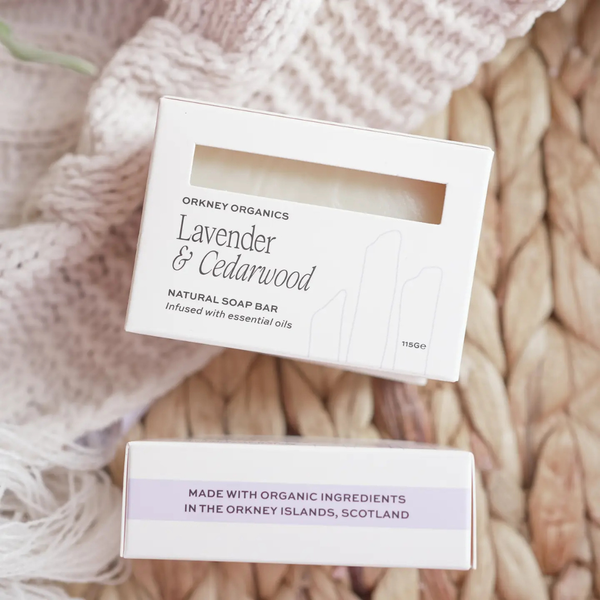 ORKNEY ORGANICS
Lavender
& Cedarwood
NATURAL SOAP BAR
Infused with essential oils
115G℮
MADE WITH ORGANIC INGREDIENTS
IN THE ORKNEY ISLANDS, SCOTLAND